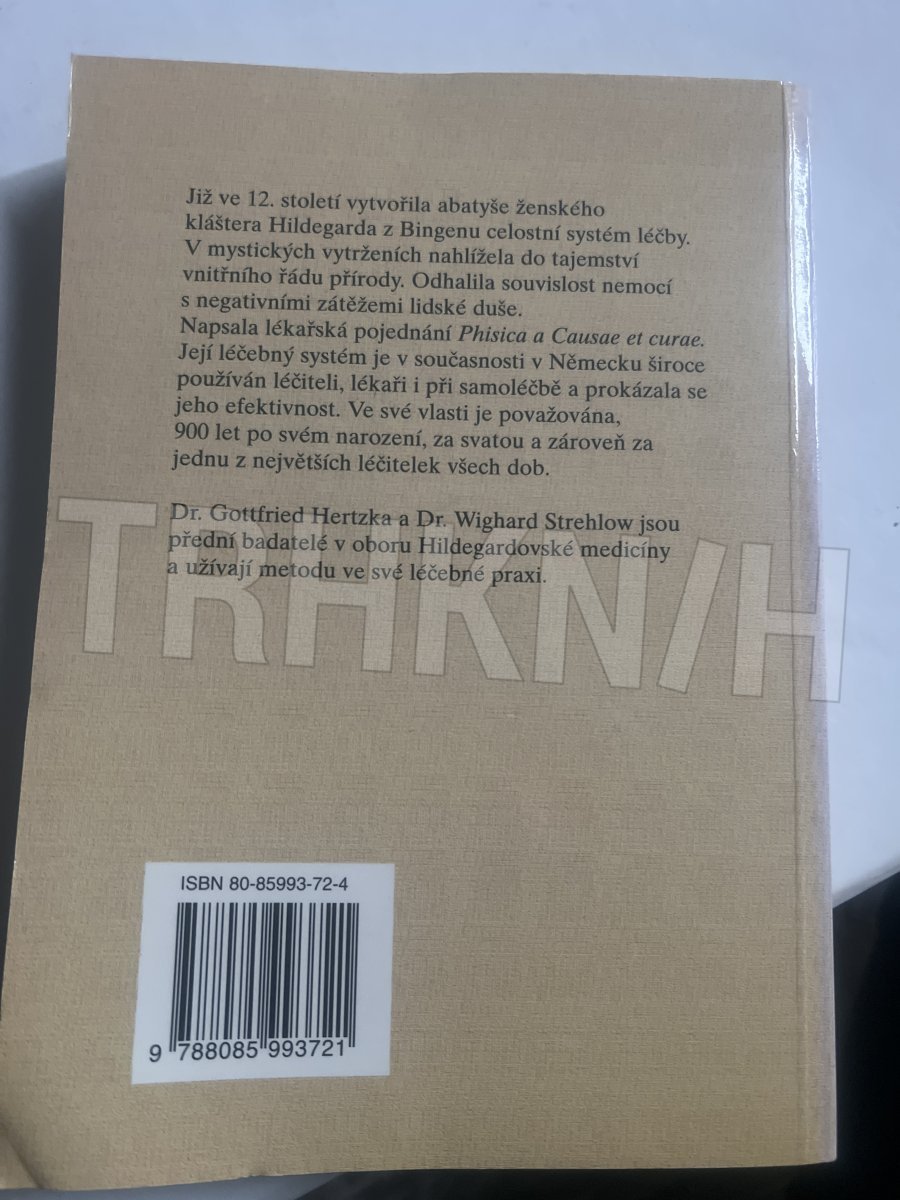 Již ve 12. století vytvořila abatyše ženského
kláštera Hildegarda z Bingenu celostní systém léčby.
V mystických vytrženích nahlížela do tajemství
vnitřního řádu přírody. Odhalila souvislost nemocí
s negativními zátěžemi lidské duše.
Napsala lékařská pojednání Phisica a Causae et curae.
Její léčebný systém je v současnosti v Německu široce
používán léčiteli, lékaři i při samoléčbě a prokázala se
jeho efektivnost. Ve své vlasti je považována,
900 let po svém narození, za svatou a zároveň za
jednu z největších léčitelek všech dob.
Dr. Gottfried Hertzka a Dr. Wighard Strehlow jsou
přední badatelé v oboru Hildegardovské medicíny
a užívají metodu ve své léčebné praxi.
TRHKN/H
ISBN 80-85993-72-4
9 788085 993721